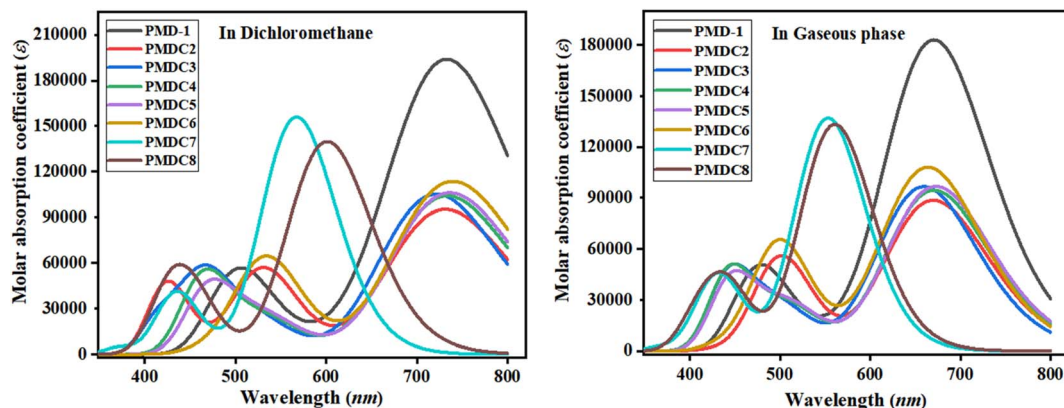 In Dichloromethane
PMD-1
PMDC2
PMDC3
PMDC4
PMDC5
PMDC6
PMDC7
PMDC8
Molar absorption coefficient (ε)
210000
180000
150000
120000
90000
60000
30000
0
400 500 600 700 800
Wavelength (nm)
In Gaseous phase
PMD-1
PMDC2
PMDC3
PMDC4
PMDC5
PMDC6
PMDC7
PMDC8
Molar absorption coefficient (ε)
180000
150000
120000
90000
60000
30000
0
400 500 600 700 800
Wavelength (nm)